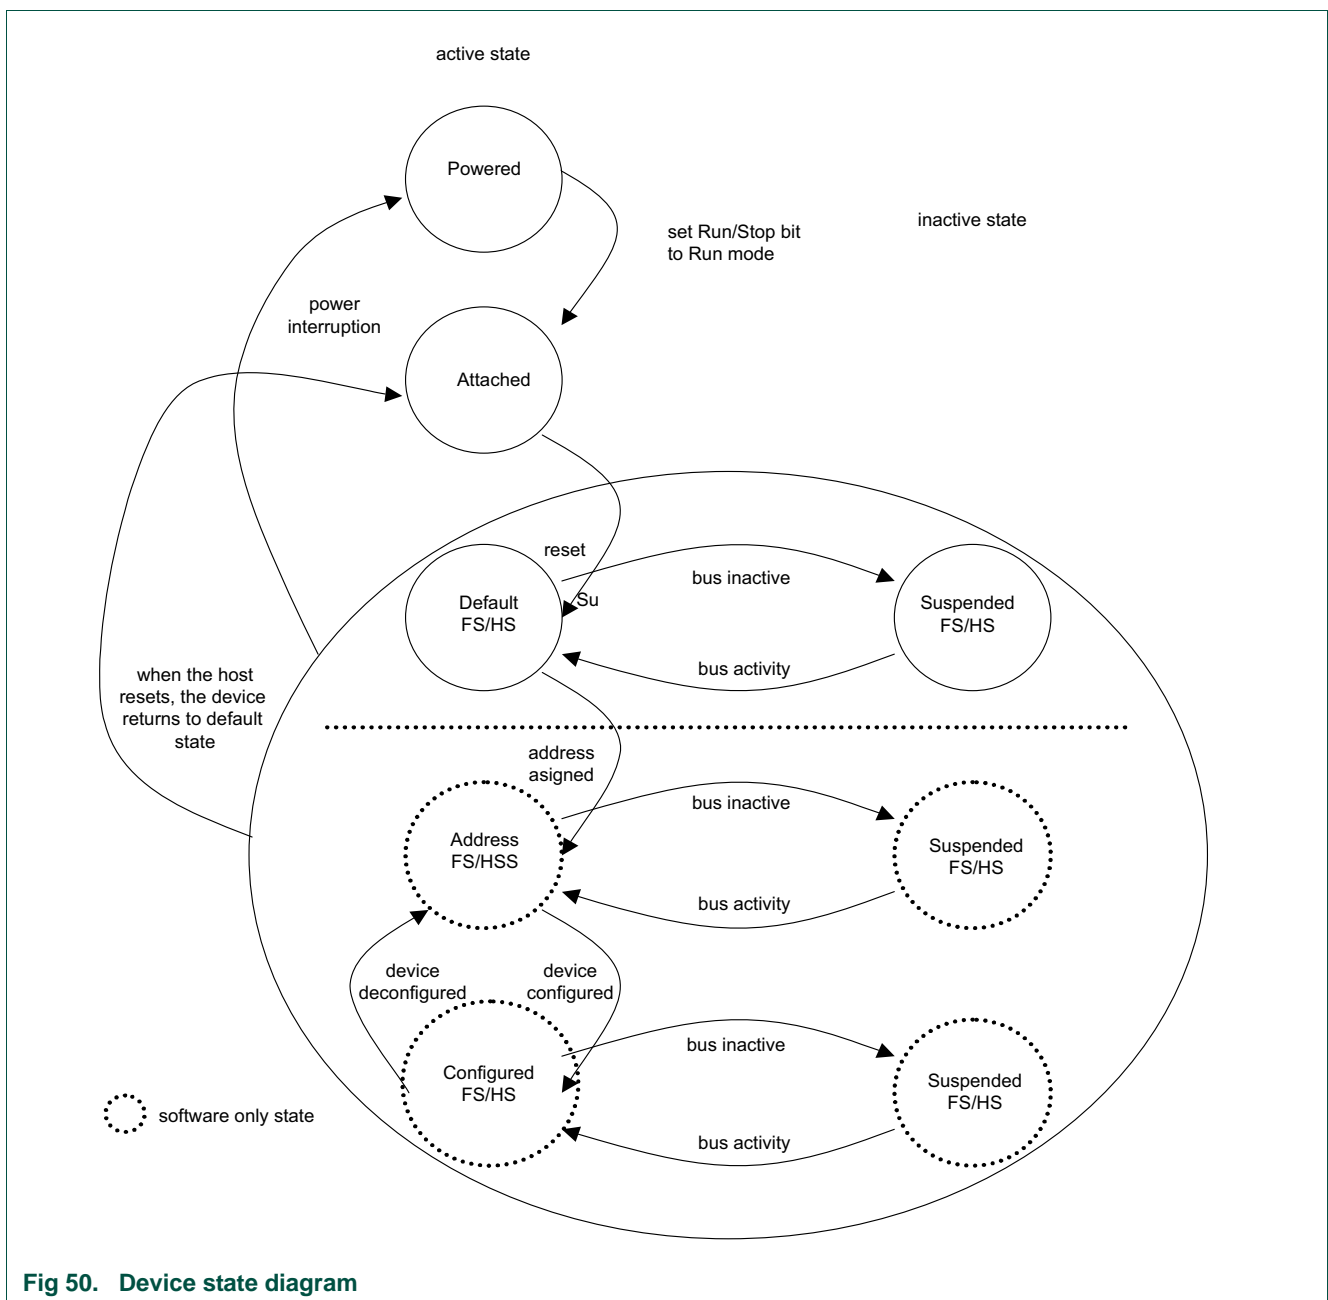 active state
Powered
inactive state
set Run/Stop bit
to Run mode
power
interruption
Attached
reset
bus inactive
Su
Default
FS/HS
Suspended
FS/HS
bus activity
when the host
resets, the device
returns to default
state
address
asigned
bus inactive
Address
FS/HSS
Suspended
FS/HS
bus activity
device
deconfigured
device
configured
bus inactive
Configured
FS/HS
Suspended
FS/HS
software only state
bus activity
Fig 50. Device state diagram